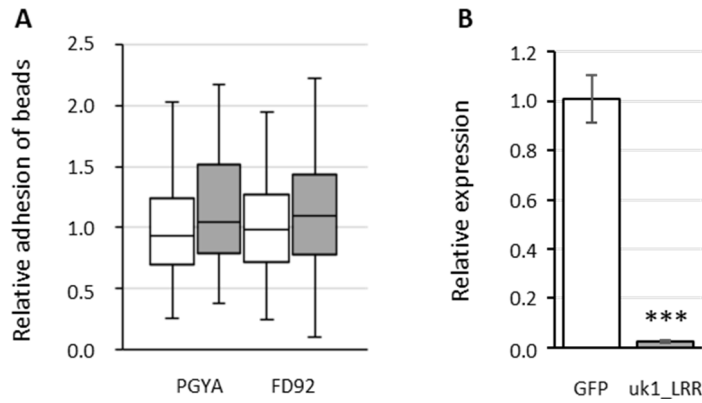 A
Relative adhesion of beads
2.5
2.0
1.5
1.0
0.5
0.0
PGYA FD92
B
Relative expression
1.2
1.0
0.8
0.6
0.4
0.2
0.0
***
GFP uk1_LRR